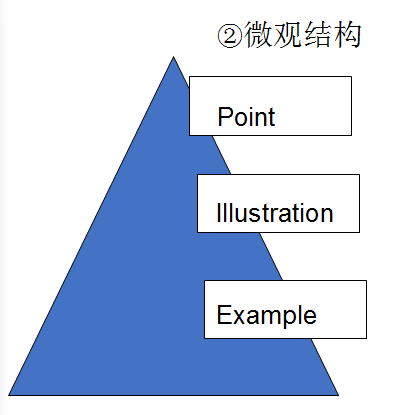 ②微观结构
Point
Illustration
Example